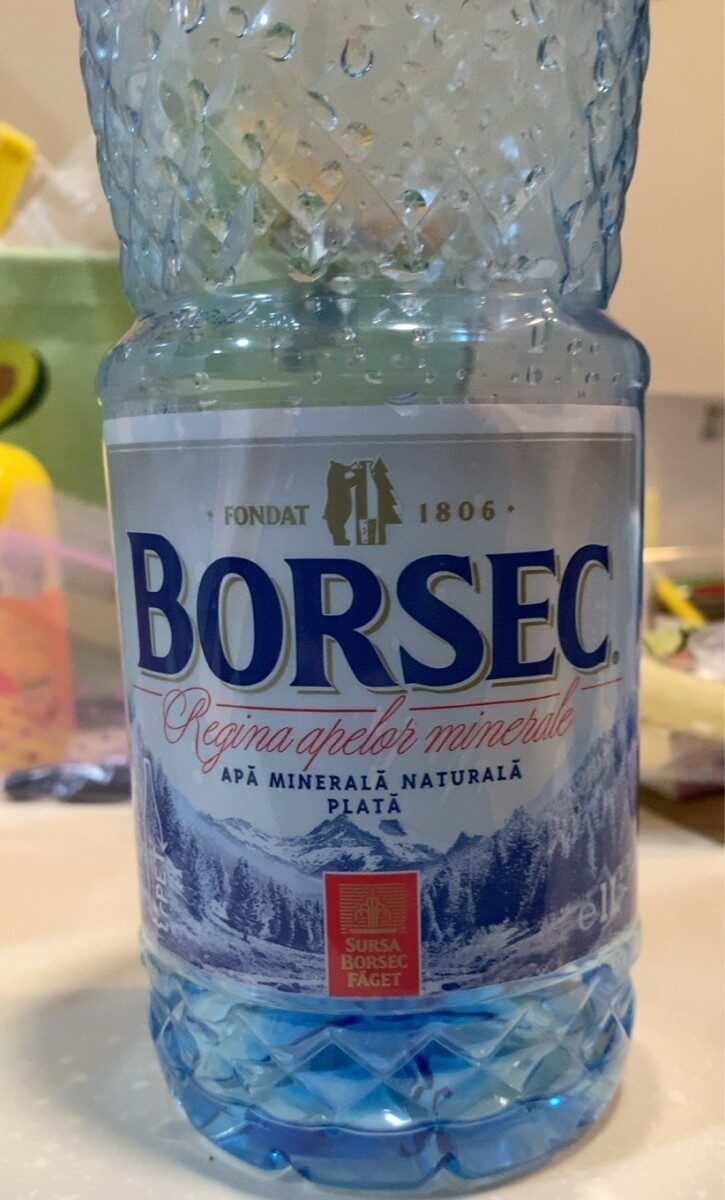 FONDAT 1806
BORSEC
Regina apelor minerale
APĂ MINERALĂ NATURALĂ
PLATĂ
SURSA
BORSEC
FĂGET